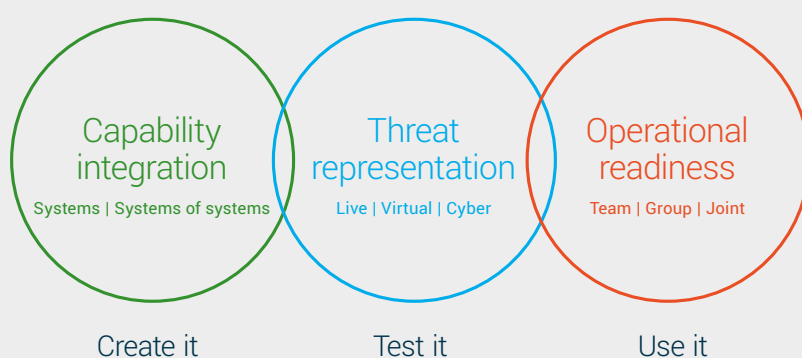 Capability
integration
Systems | Systems of systems
Threat
representation
Live | Virtual | Cyber
Operational
readiness
Team | Group | Joint
Create it
Test it
Use it